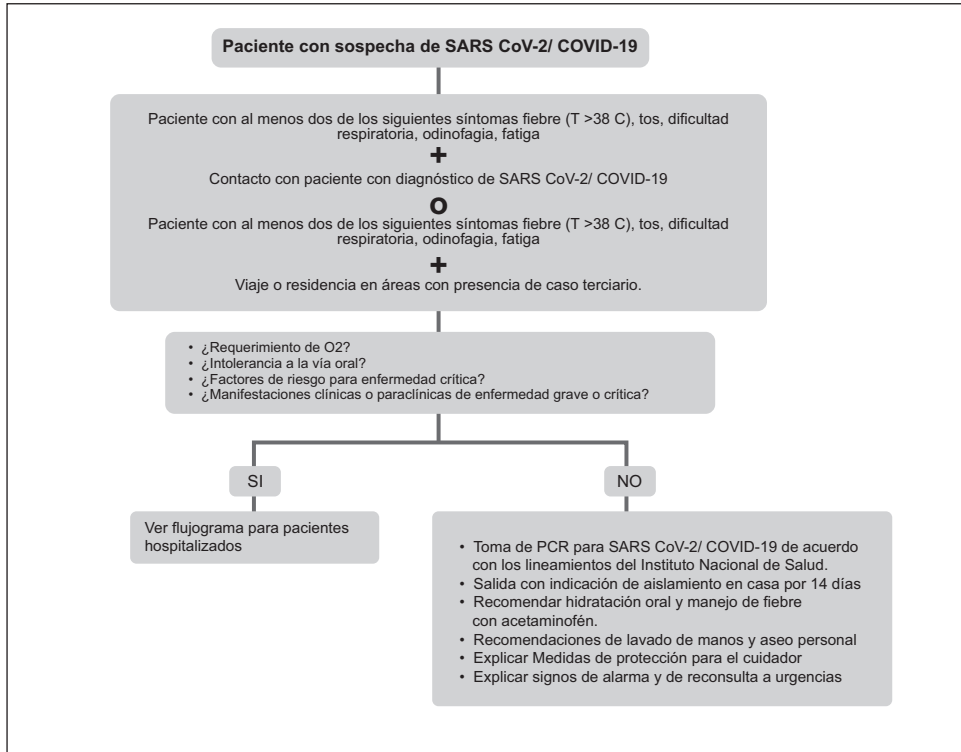 Paciente con sospecha de SARS CoV-2/ COVID-19
Paciente con al menos dos de los siguientes síntomas fiebre (T >38 C), tos, dificultad
respiratoria, odinofagia, fatiga
+
Contacto con paciente con diagnóstico de SARS CoV-2/ COVID-19
O
Paciente con al menos dos de los siguientes síntomas fiebre (T >38 C), tos, dificultad
respiratoria, odinofagia, fatiga
+
Viaje o residencia en áreas con presencia de caso terciario.
• ¿Requerimiento de O2?
• ¿Intolerancia a la vía oral?
• ¿Factores de riesgo para enfermedad crítica?
• ¿Manifestaciones clínicas o paraclínicas de enfermedad grave o crítica?
SI
Ver flujograma para pacientes
hospitalizados
NO
• Toma de PCR para SARS CoV-2/ COVID-19 de acuerdo
con los lineamientos del Instituto Nacional de Salud.
• Salida con indicación de aislamiento en casa por 14 días
• Recomendar hidratación oral y manejo de fiebre
con acetaminofén.
• Recomendaciones de lavado de manos y aseo personal
• Explicar Medidas de protección para el cuidador
• Explicar signos de alarma y de reconsulta a urgencias